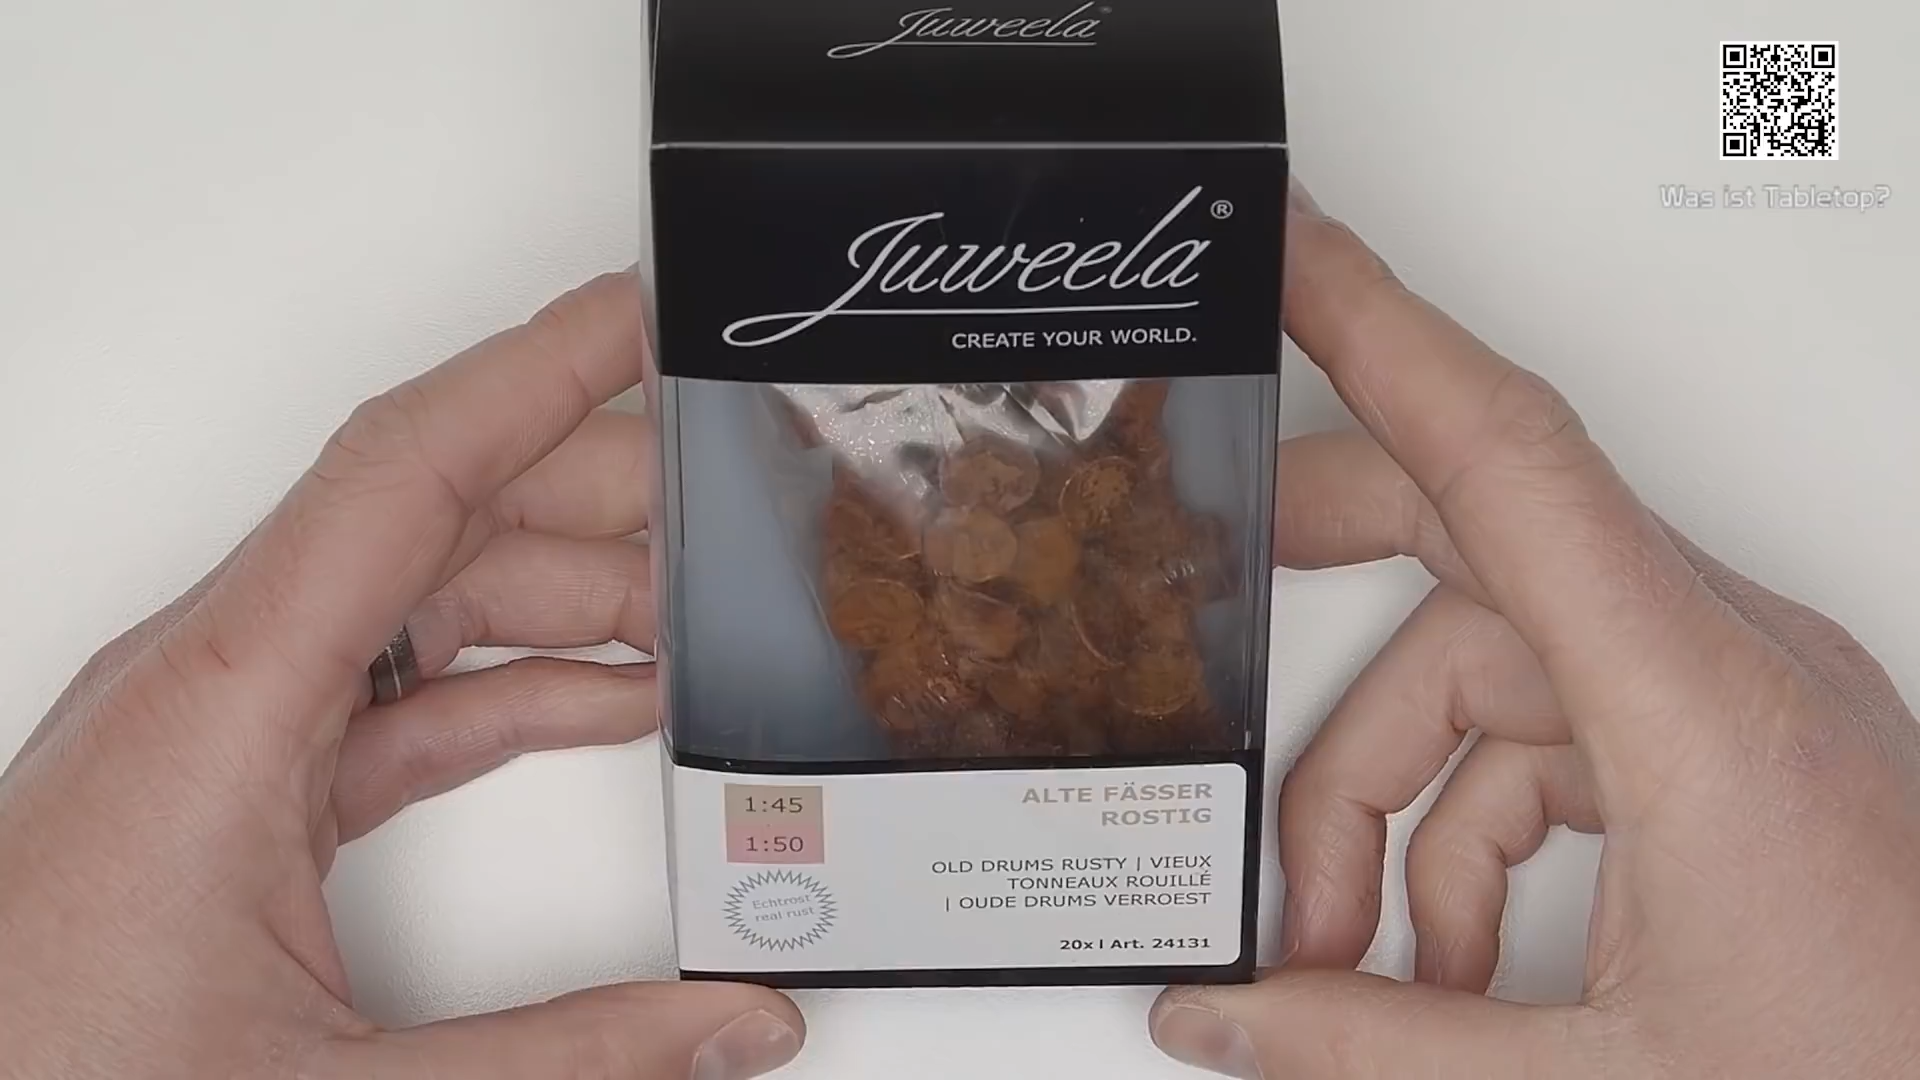 Juweela
Was ist Tabletop?
Juweela®
CREATE YOUR WORLD.
1:45
1:50
Echtrost
real rust
ALTE FÄSSER
ROSTIG
OLD DRUMS RUSTY | VIEUX
TONNEAUX ROUILLÉ
| OUDE DRUMS VERROEST
20x | Art. 24131